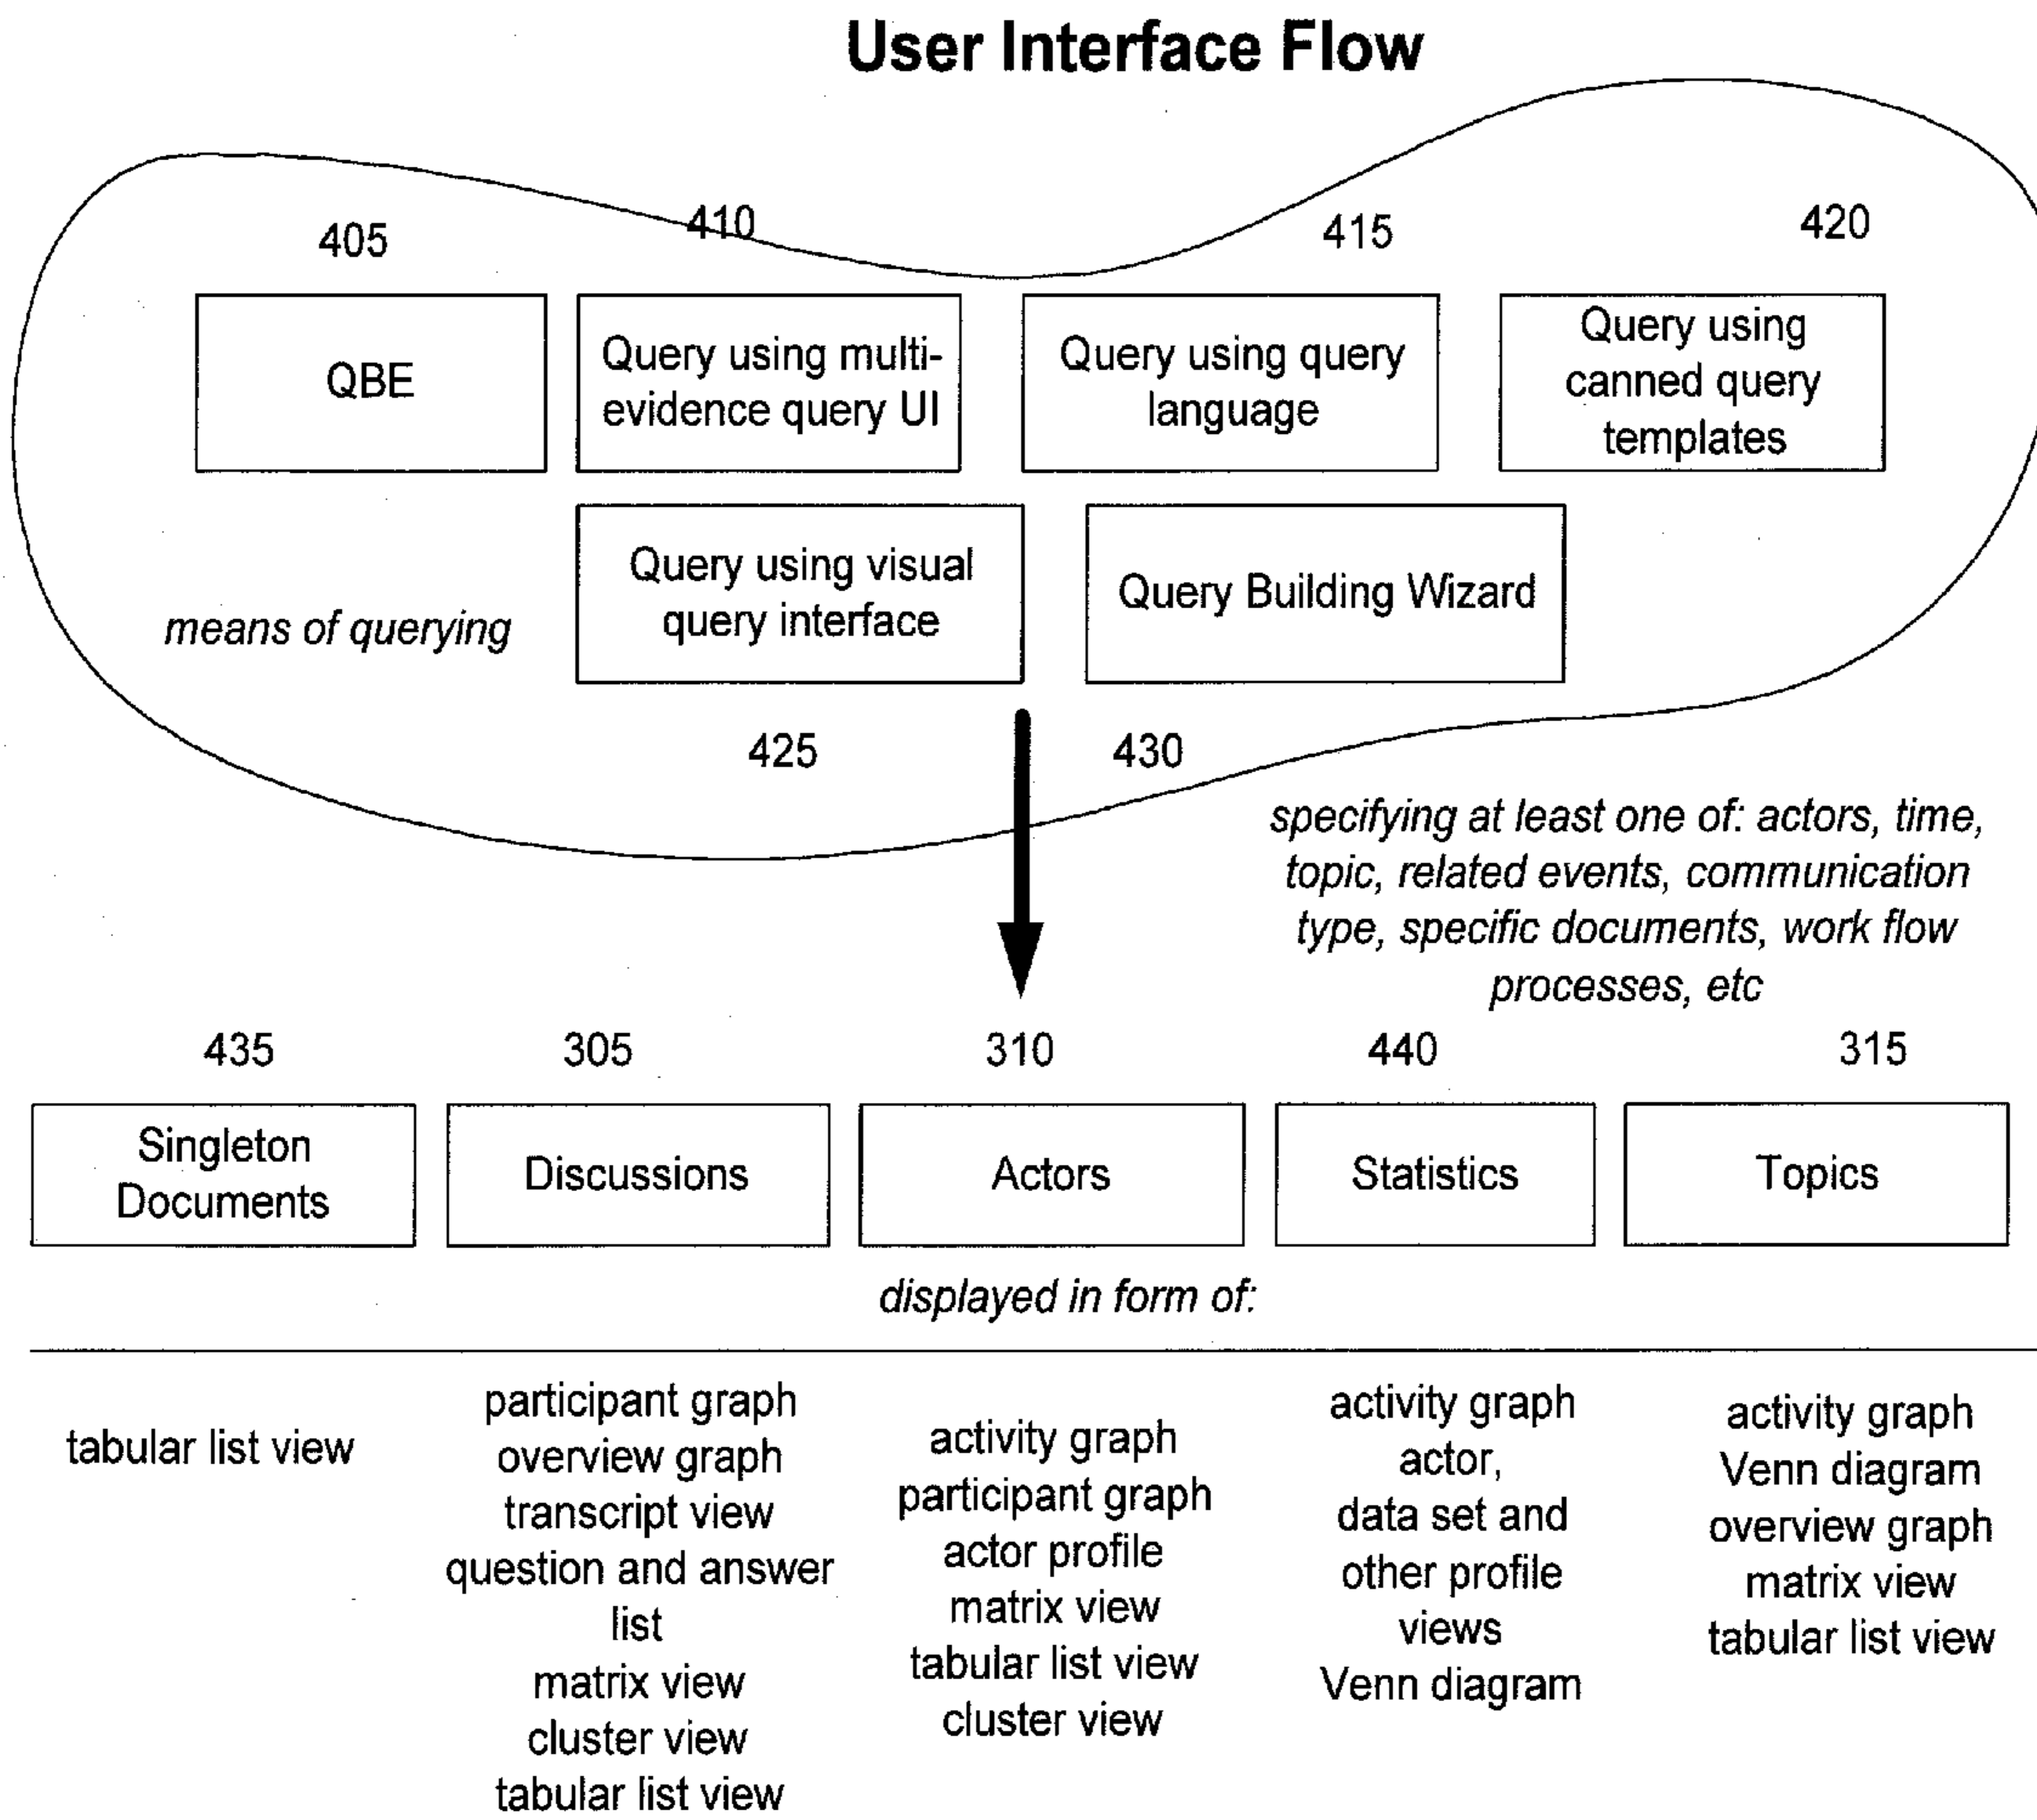 User Interface Flow
405
410
415
420
QBE
Query using multi-
evidence query UI
Query using query
language
Query using
canned query
templates
means of querying
Query using visual
query interface
Query Building Wizard
425
430
specifying at least one of: actors, time,
topic, related events, communication
type, specific documents, work flow
processes, etc
435
305
310
440
315
Singleton
Documents
Discussions
Actors
Statistics
Topics
displayed in form of:
tabular list view
participant graph
overview graph
transcript view
question and answer
list
matrix view
cluster view
tabular list view
activity graph
participant graph
actor profile
matrix view
tabular list view
cluster view
activity graph
actor,
data set and
other profile
views
Venn diagram
activity graph
Venn diagram
overview graph
matrix view
tabular list view